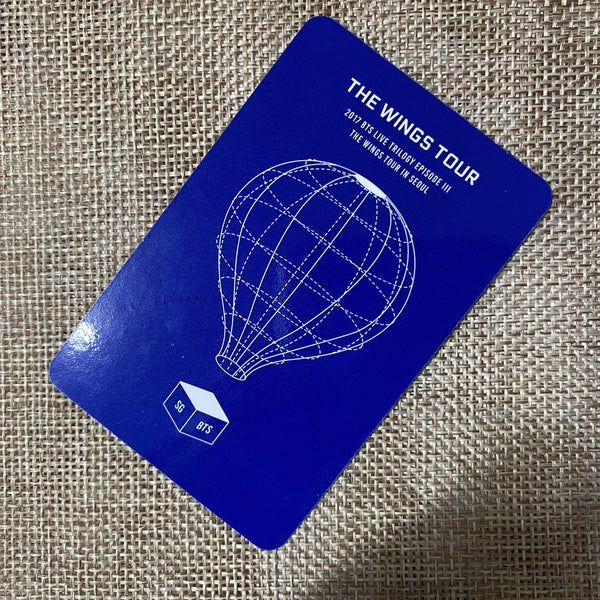 THE WINGS TOUR
2017 BTS LIVE TRILOGY EPISODE III
THE WINGS TOUR IN SEOUL
SG
BTS